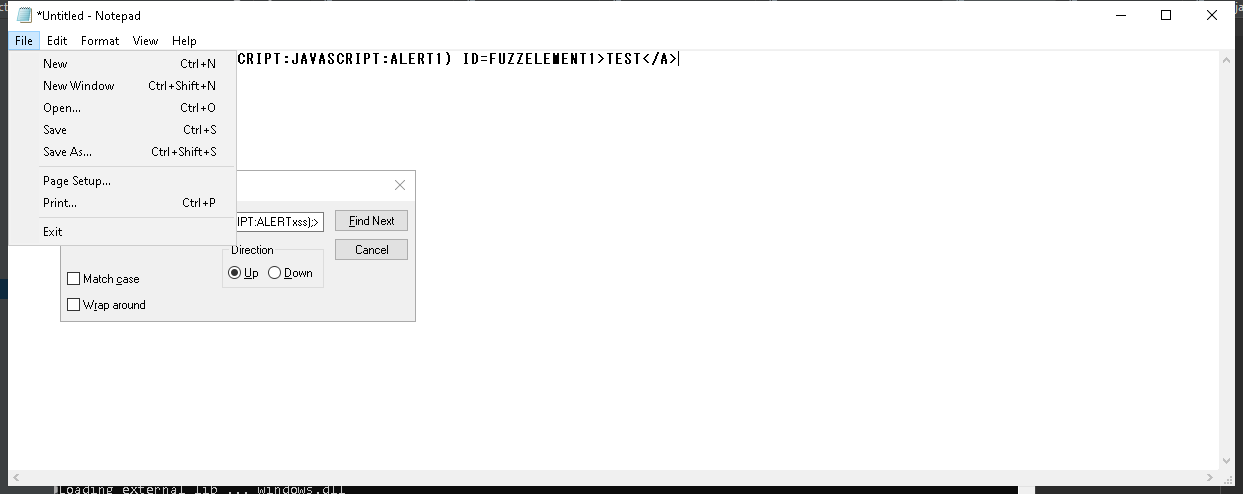 *Untitled - Notepad
File Edit Format View Help
CRIPT:JAVASCRIPT:ALERT1) ID=FUZZELEMENT1>TEST</A>
New Ctrl+N
New Window Ctrl+Shift+N
Open... Ctrl+O
Save Ctrl+S
Save As... Ctrl+Shift+S
Page Setup...
Print... Ctrl+P
Exit
IPT:ALERTxss);>
Find Next
Direction
Cancel
Up Down
Match case
Wrap around
Loading external lib ... windows.dll